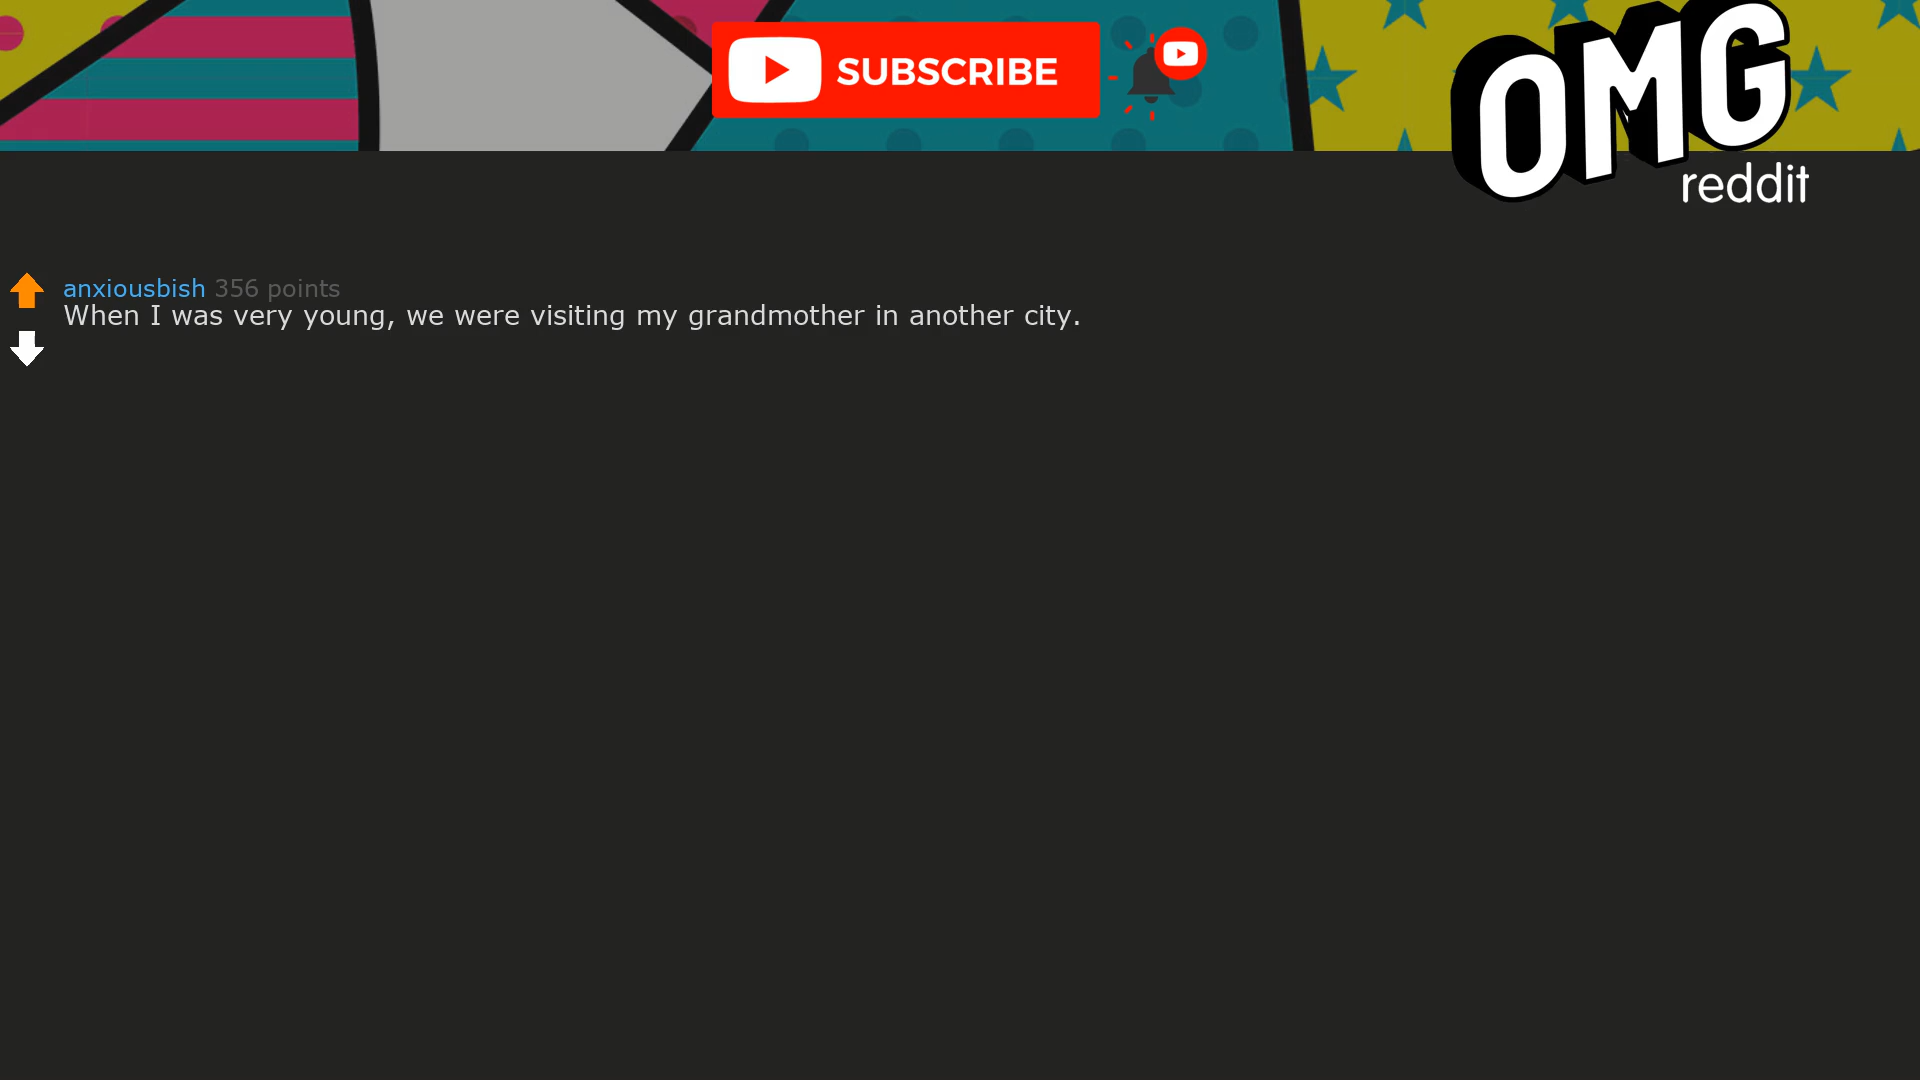 SUBSCRIBE
OMG
reddit
anxiousbish 356 points
When I was very young, we were visiting my grandmother in another city.